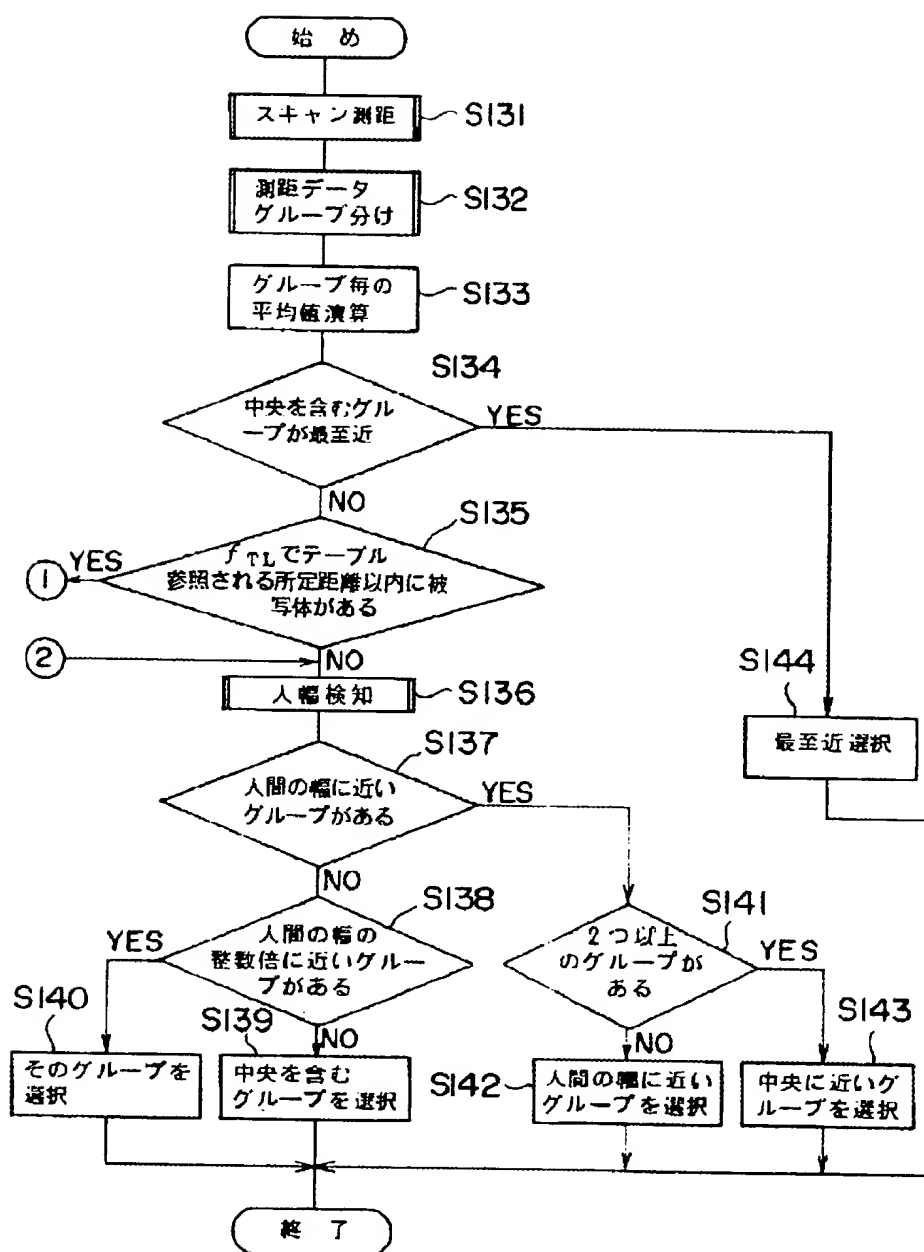 始め
スキャン測距
S131
測距データ
グループ分け
S132
グループ毎の
平均値演算
S133
S134
中央を含むグル
ープが最至近
YES
NO
S135
fTLでテーブル
参照される所定距離以内に被
写体がある
YES
①
NO
②
人幅検知
S136
S144
最至近選択
S137
人間の幅に近い
グループがある
YES
NO
S138
人間の幅の
整数倍に近いグルー
プがある
YES
S141
2つ以上
のグループが
ある
YES
S140
そのグループを
選択
S139
NO
中央を含む
グループを選択
NO
S142
人間の幅に近い
グループを選択
S143
中央に近いグ
ループを選択
終了